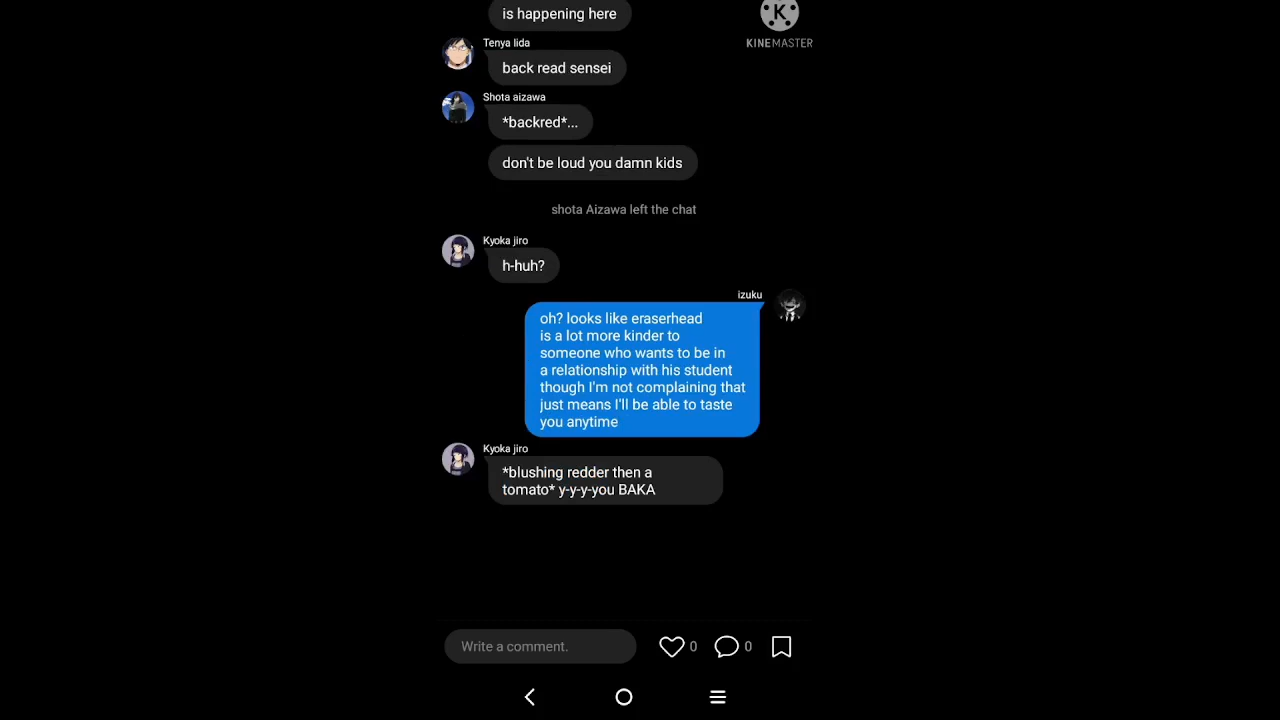 is happening here
KINEMASTER
Tenya Iida
back read sensei
Shota aizawa
*backred*...
don't be loud you damn kids
shota Aizawa left the chat
Kyoka jiro
h-huh?
izuku
oh? looks like eraserhead
is a lot more kinder to
someone who wants to be in
a relationship with his student
though I'm not complaining that
just means I'll be able to taste
you anytime
Kyoka jiro
*blushing redder then a
tomato* y-y-y-you BAKA
Write a comment.
0
0